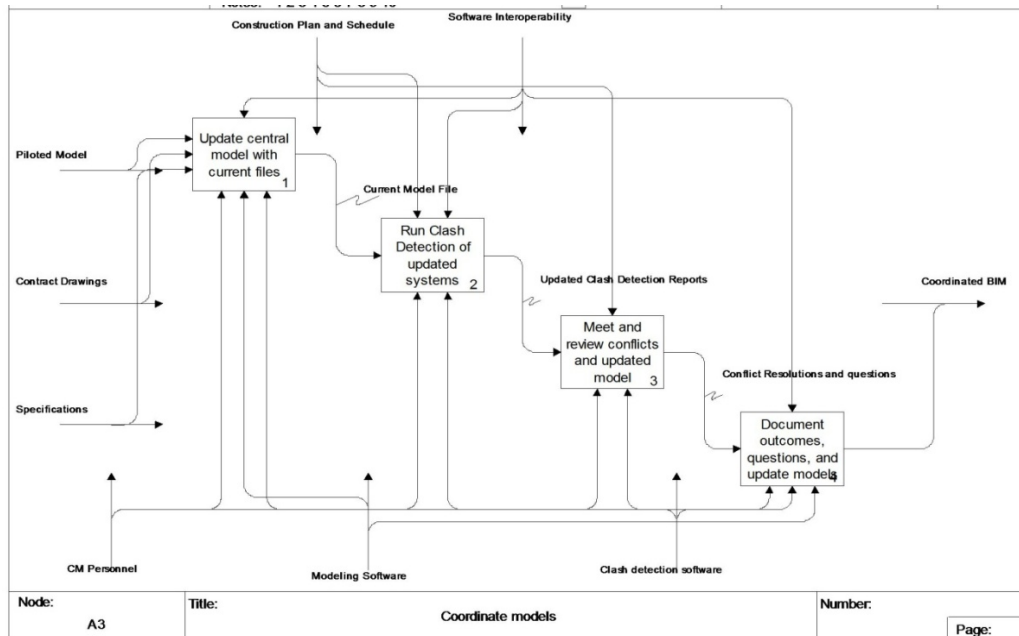 Construction Plan and Schedule
Software Interoperability
Update central
model with
current files
1
Piloted Model
Current Model File
Run Clash
Detection of
updated
systems
2
Contract Drawings
Updated Clash Detection Reports
Coordinated BIM
Meet and
review conflicts
and updated
model
3
Conflict Resolutions and questions
Specifications
Document
outcomes,
questions, and
update models
4
CM Personnel
Modeling Software
Clash detection software
Node:
A3
Title:
Coordinate models
Number:
Page: